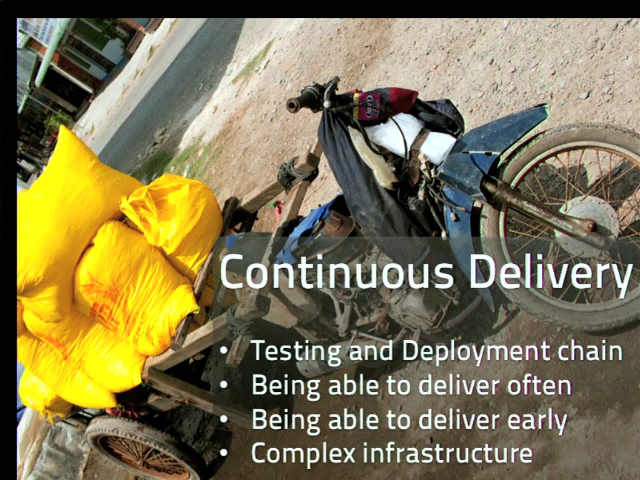 Continuous Delivery
• Testing and Deployment chain
• Being able to deliver often
• Being able to deliver early
• Complex infrastructure